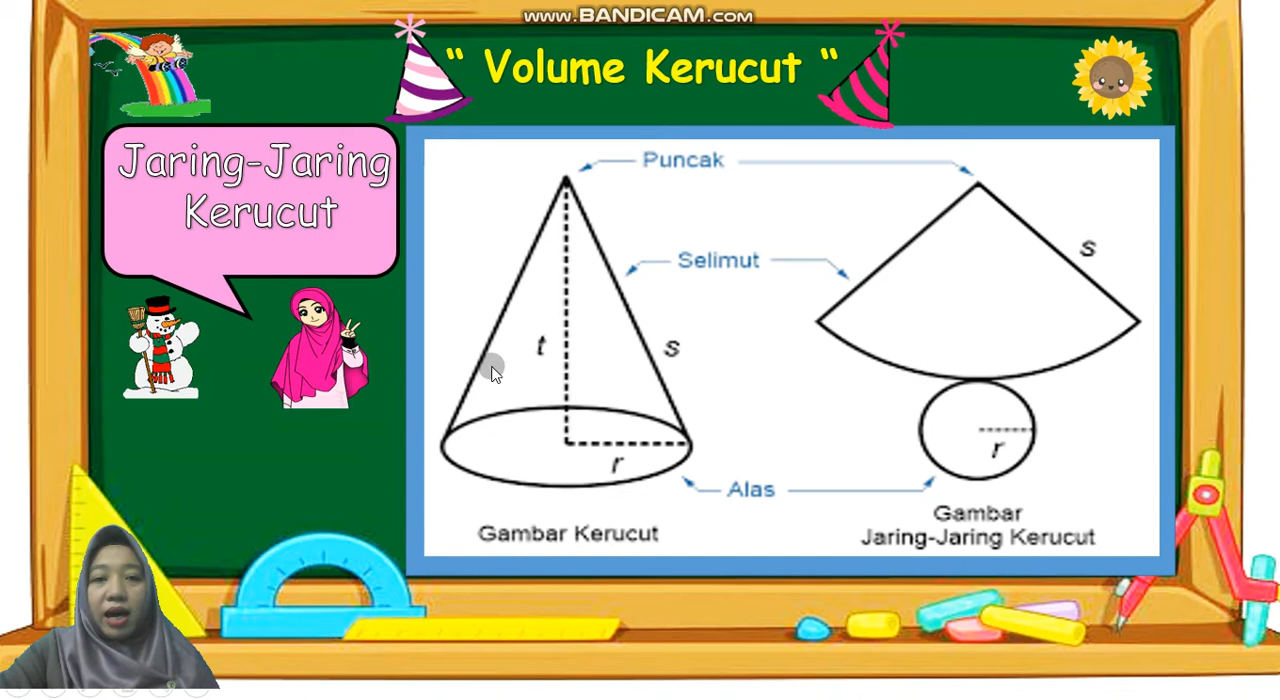 www.BANDICAM.com
“ Volume Kerucut “
Jaring-Jaring
Kerucut
Puncak
Selimut
s
t
s
r
r
Alas
Gambar Kerucut
Gambar
Jaring-Jaring Kerucut